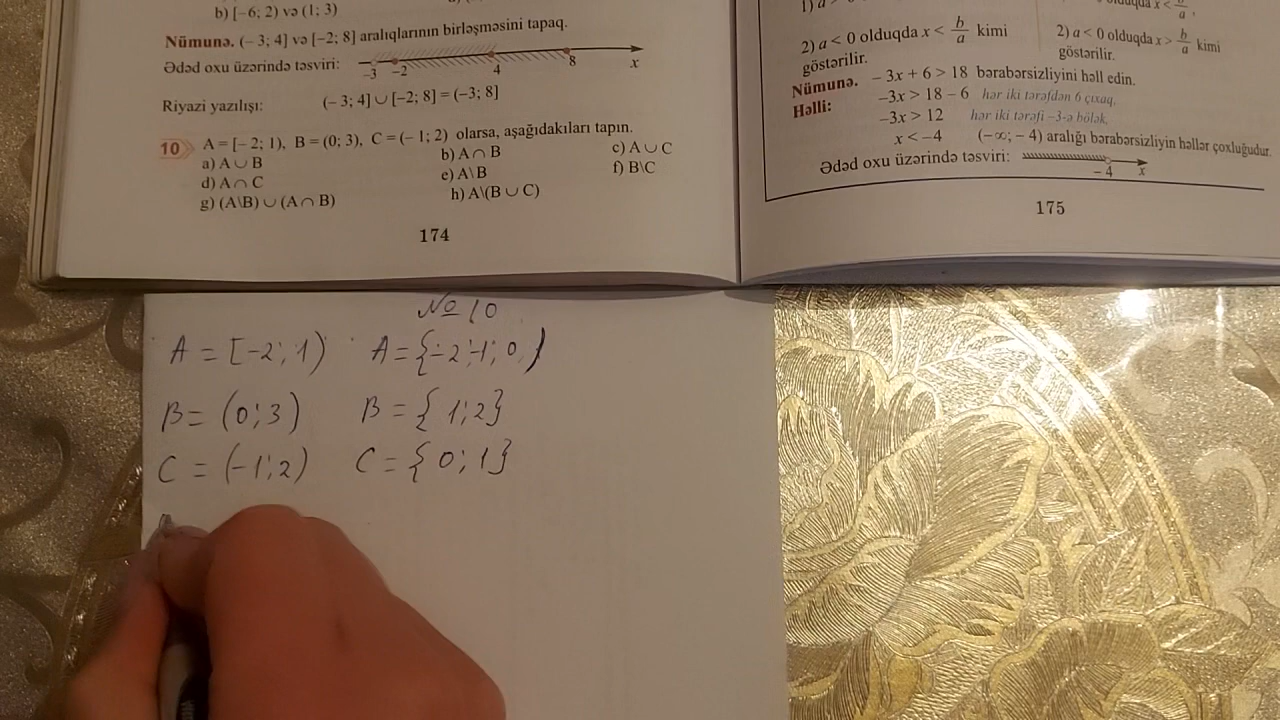 b) [-6; 2) və (1; 3)
Nümunə. (– 3; 4] və [–2; 8] aralıqlarının birləşməsini tapaq.
Ədəd oxu üzərində təsviri:
–3 –2 4 8 x
Riyazi yazılışı: (– 3; 4] ∪ [–2; 8] = (–3; 8]
10 A = [– 2; 1), B = (0; 3), C = (– 1; 2) olarsa, aşağıdakıları tapın.
a) A ∪ B b) A ∩ B c) A ∪ C
d) A ∩ C e) A\B f) B\C
g) (A\B) ∪ (A ∩ B) h) A\(B ∪ C)
174
1) a > olduqda x < b/a,
2) a < 0 olduqda x < b/a kimi
göstərilir.
2) a < 0 olduqda x > b/a kimi
göstərilir.
Nümunə. – 3x + 6 > 18 bərabərsizliyini həll edin.
Həlli: –3x > 18 – 6 hər iki tərəfdən 6 çıxaq,
–3x > 12 hər iki tərəfi –3-ə bölək,
x < –4 (–∞; – 4) aralığı bərabərsizliyin həllər çoxluğudur.
Ədəd oxu üzərində təsviri:
– 4 x
175
№ 10
A = [-2; 1) A = {-2; -1; 0,)
B = (0; 3) B = { 1; 2}
C = (-1; 2) C = { 0; 1}